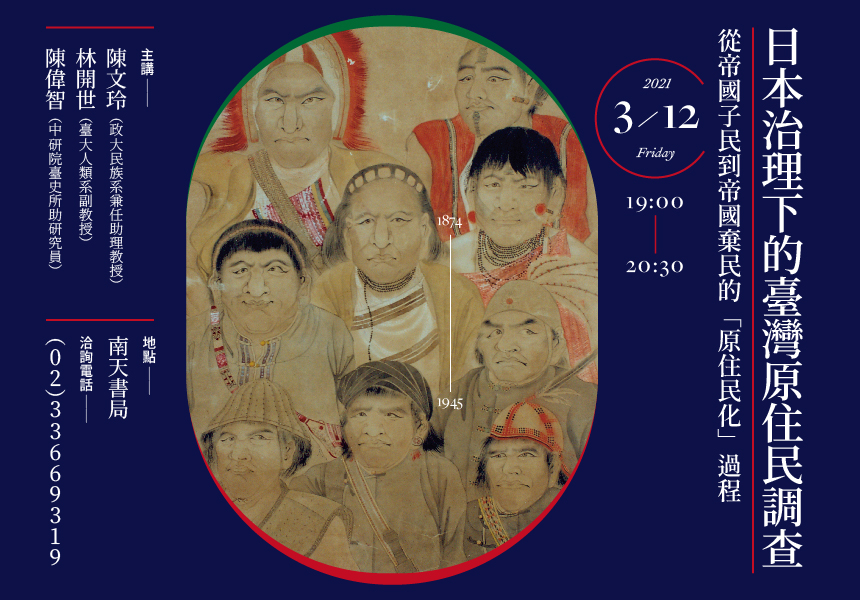 日本治理下的臺灣原住民調查
從帝國子民到帝國棄民的「原住民化」過程
2021
3/12
Friday
19:00
20:30
1874
1945
主講
陳文玲(政大民族系兼任助理教授)
林開世(臺大人類系副教授)
陳偉智(中研院臺史所助研究員)
地點
南天書局
洽詢電話
(02)33669319